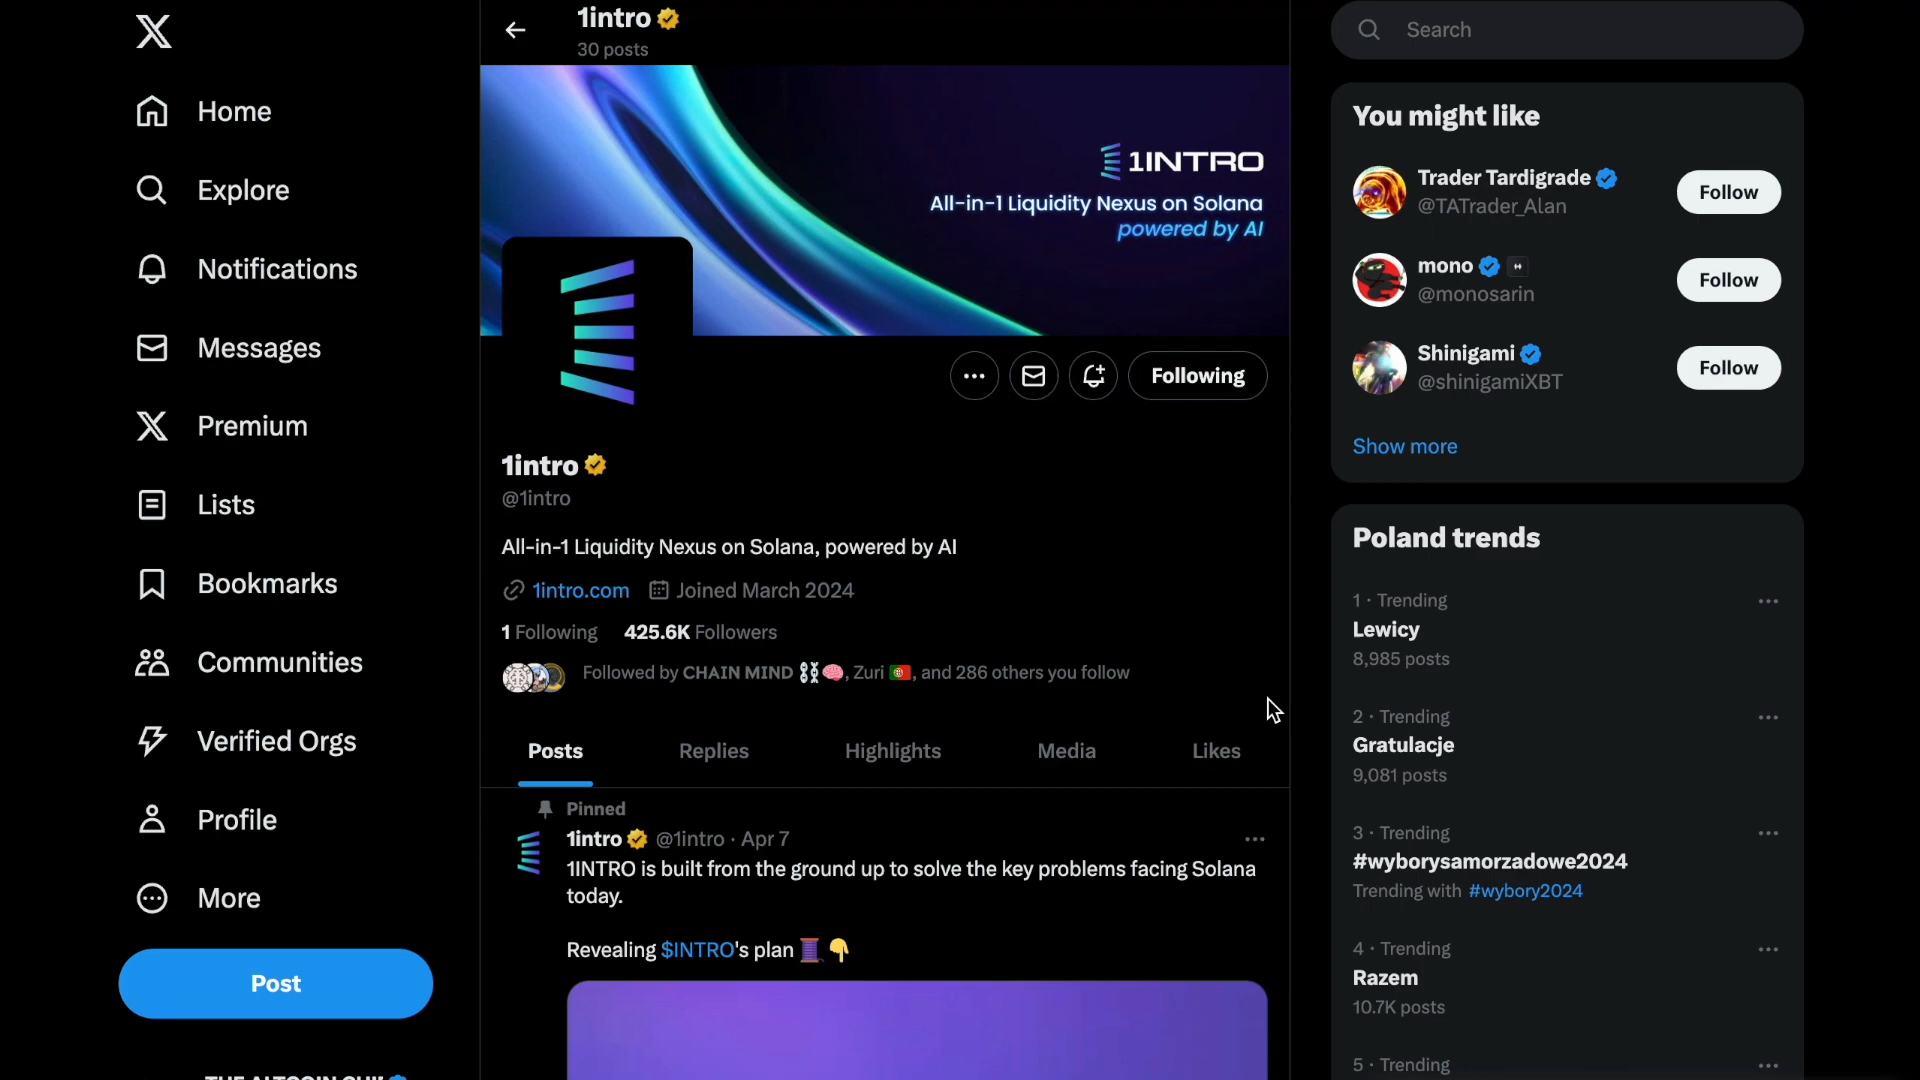 Home
Explore
Notifications
Messages
Premium
Lists
Bookmarks
Communities
Verified Orgs
Profile
More
Post
1intro
30 posts
1INTRO
All-in-1 Liquidity Nexus on Solana
powered by AI
Following
1intro
@1intro
All-in-1 Liquidity Nexus on Solana, powered by AI
1intro.com Joined March 2024
1 Following 425.6K Followers
Followed by CHAIN MIND ⛓️🧠, Zuri 🇵🇹, and 286 others you follow
Posts Replies Highlights Media Likes
Pinned
1intro @1intro · Apr 7
1INTRO is built from the ground up to solve the key problems facing Solana
today.
Revealing $INTRO's plan 🧵👇
Search
You might like
Trader Tardigrade
@TATrader_Alan
Follow
mono
@monosarin
Follow
Shinigami
@shinigamiXBT
Follow
Show more
Poland trends
1 · Trending
Lewicy
8,985 posts
2 · Trending
Gratulacje
9,081 posts
3 · Trending
#wyborysamorzadowe2024
Trending with #wybory2024
4 · Trending
Razem
10.7K posts
5 · Trending